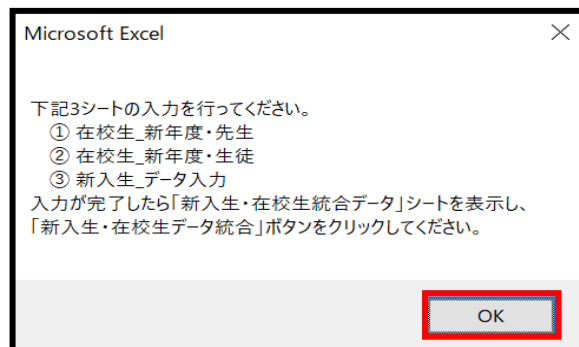 Microsoft Excel
下記3シートの入力を行ってください。
① 在校生_新年度・先生
② 在校生_新年度・生徒
③ 新入生_データ入力
入力が完了したら「新入生・在校生統合データ」シートを表示し、
「新入生・在校生データ統合」ボタンをクリックしてください。
OK